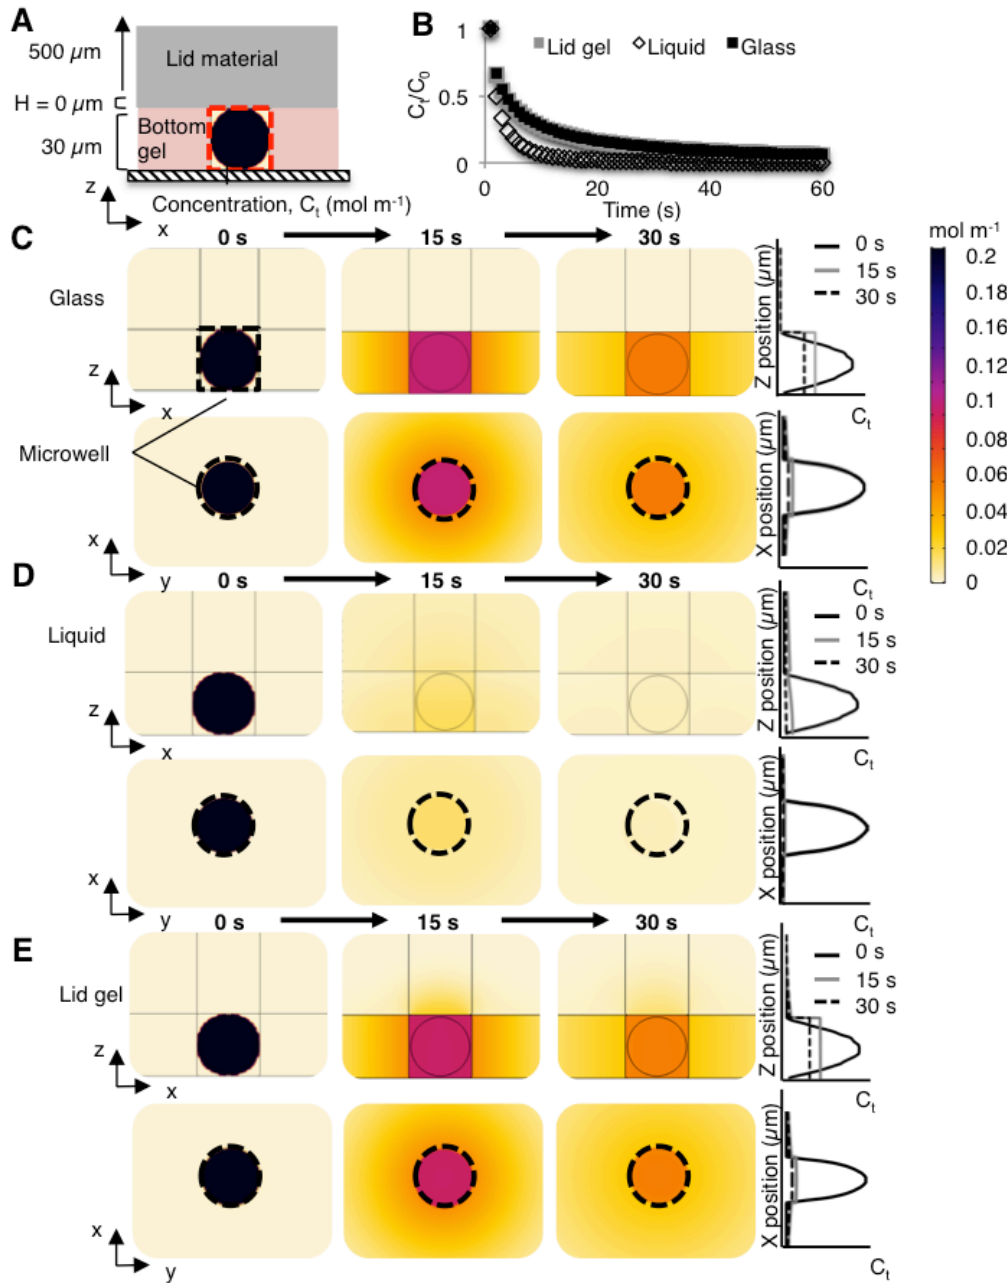 A
500 µm
Lid material
H = 0 µm
Bottom
gel
30 µm
z
x
B
Lid gel
Liquid
Glass
Cₜ/C₀
1
0.5
0
0
20
40
60
Time (s)
Concentration, Cₜ (mol m⁻¹)
C
0 s
15 s
30 s
Glass
z
x
Microwell
x
y
Z position (µm)
0 s
15 s
30 s
Cₜ
X position (µm)
Cₜ
mol m⁻¹
0.2
0.18
0.16
0.14
0.12
0.1
0.08
0.06
0.04
0.02
0
D
0 s
15 s
30 s
Liquid
z
x
x
y
Z position (µm)
0 s
15 s
30 s
Cₜ
X position (µm)
Cₜ
E
0 s
15 s
30 s
Lid gel
z
x
x
y
Z position (µm)
0 s
15 s
30 s
Cₜ
X position (µm)
Cₜ